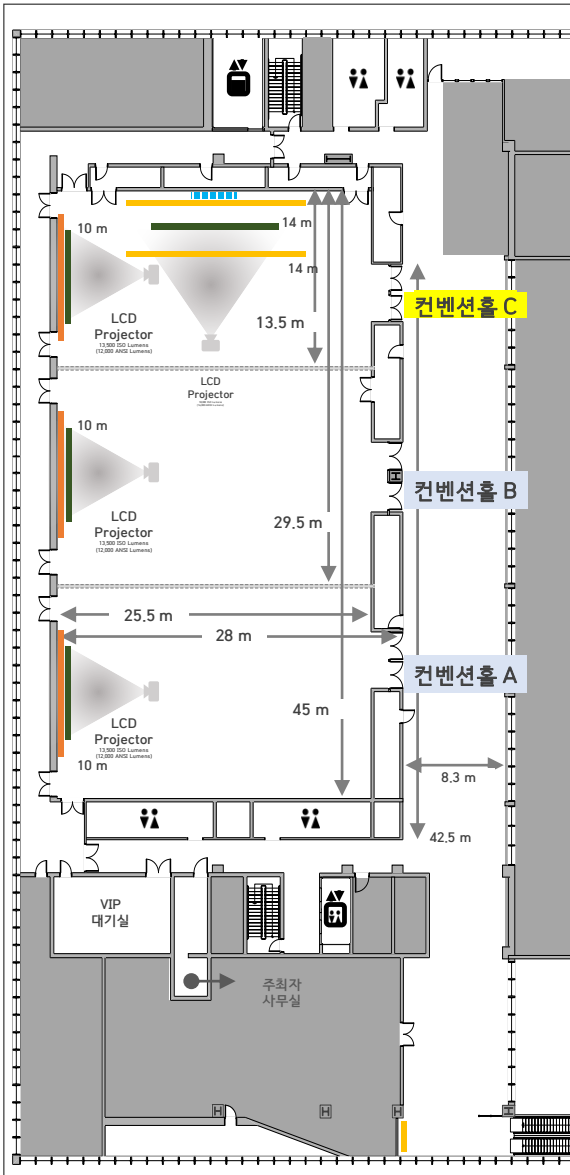 10 m
14 m
14 m
LCD
Projector
13,500 ISO Lumens
(12,000 ANSI Lumens)
13.5 m
컨벤션홀 C
LCD
Projector
10 m
컨벤션홀 B
LCD
Projector
13,500 ISO Lumens
(12,000 ANSI Lumens)
29.5 m
25.5 m
28 m
컨벤션홀 A
45 m
LCD
Projector
13,500 ISO Lumens
(12,000 ANSI Lumens)
10 m
8.3 m
42.5 m
VIP
대기실
주최자
사무실